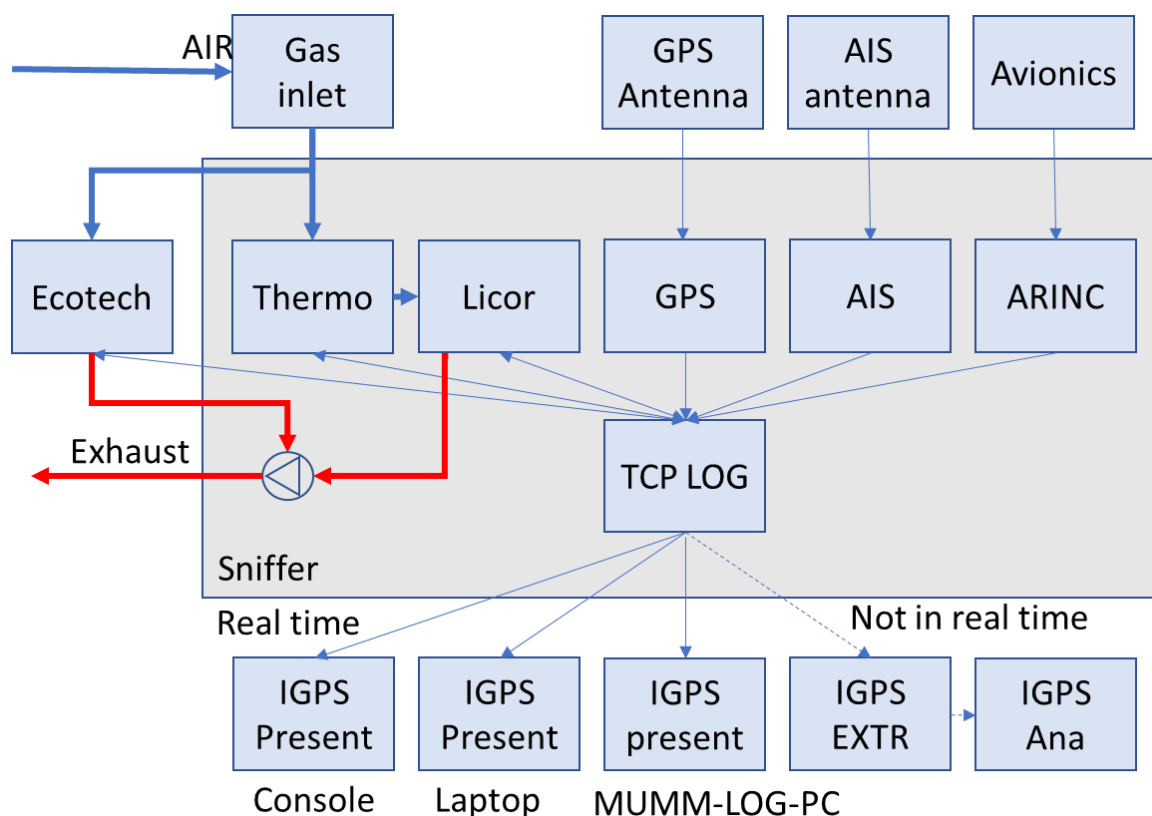 AIR
Gas
inlet
GPS
Antenna
AIS
antenna
Avionics
Ecotech
Thermo
Licor
GPS
AIS
ARINC
Exhaust
TCP LOG
Sniffer
Real time
Not in real time
IGPS
Present
IGPS
Present
IGPS
present
IGPS
EXTR
IGPS
Ana
Console
Laptop
MUMM-LOG-PC